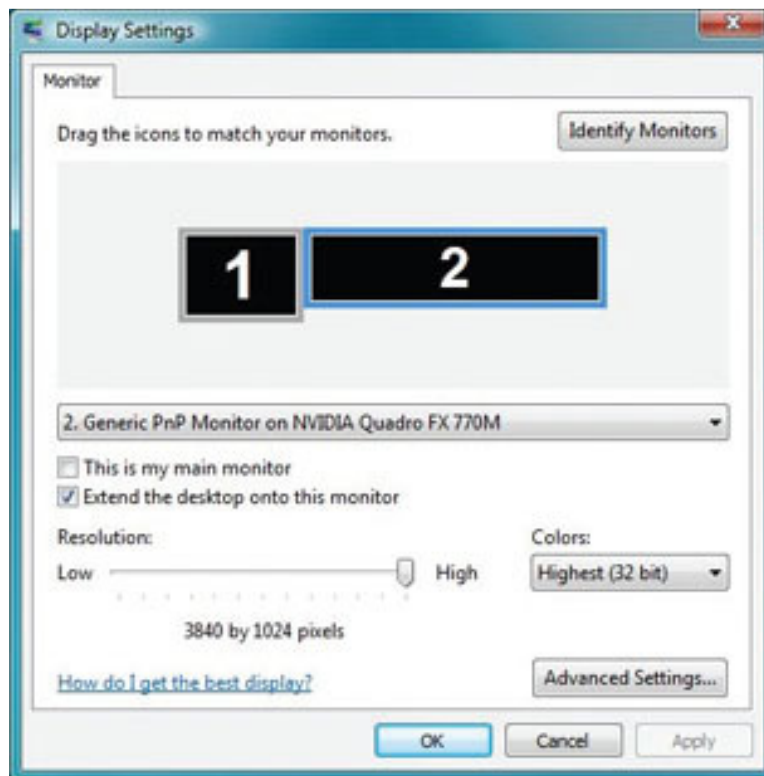 Display Settings
Monitor
Drag the icons to match your monitors.
Identify Monitors
1
2
2. Generic PnP Monitor on NVIDIA Quadro FX 770M
This is my main monitor
Extend the desktop onto this monitor
Resolution:
Colors:
Low
High
Highest (32 bit)
3840 by 1024 pixels
How do I get the best display?
Advanced Settings...
OK
Cancel
Apply